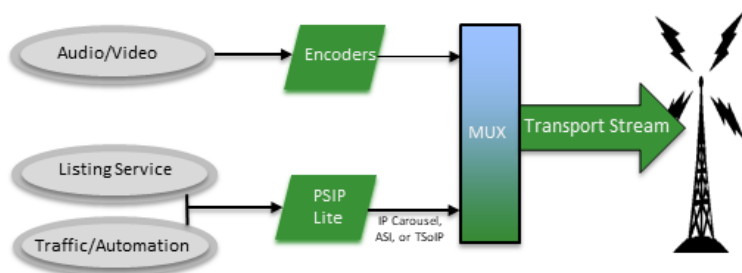 Audio/Video
Encoders
MUX
Transport Stream
Listing Service
Traffic/Automation
PSIP
Lite
IP Carousel,
ASI, or TSoIP